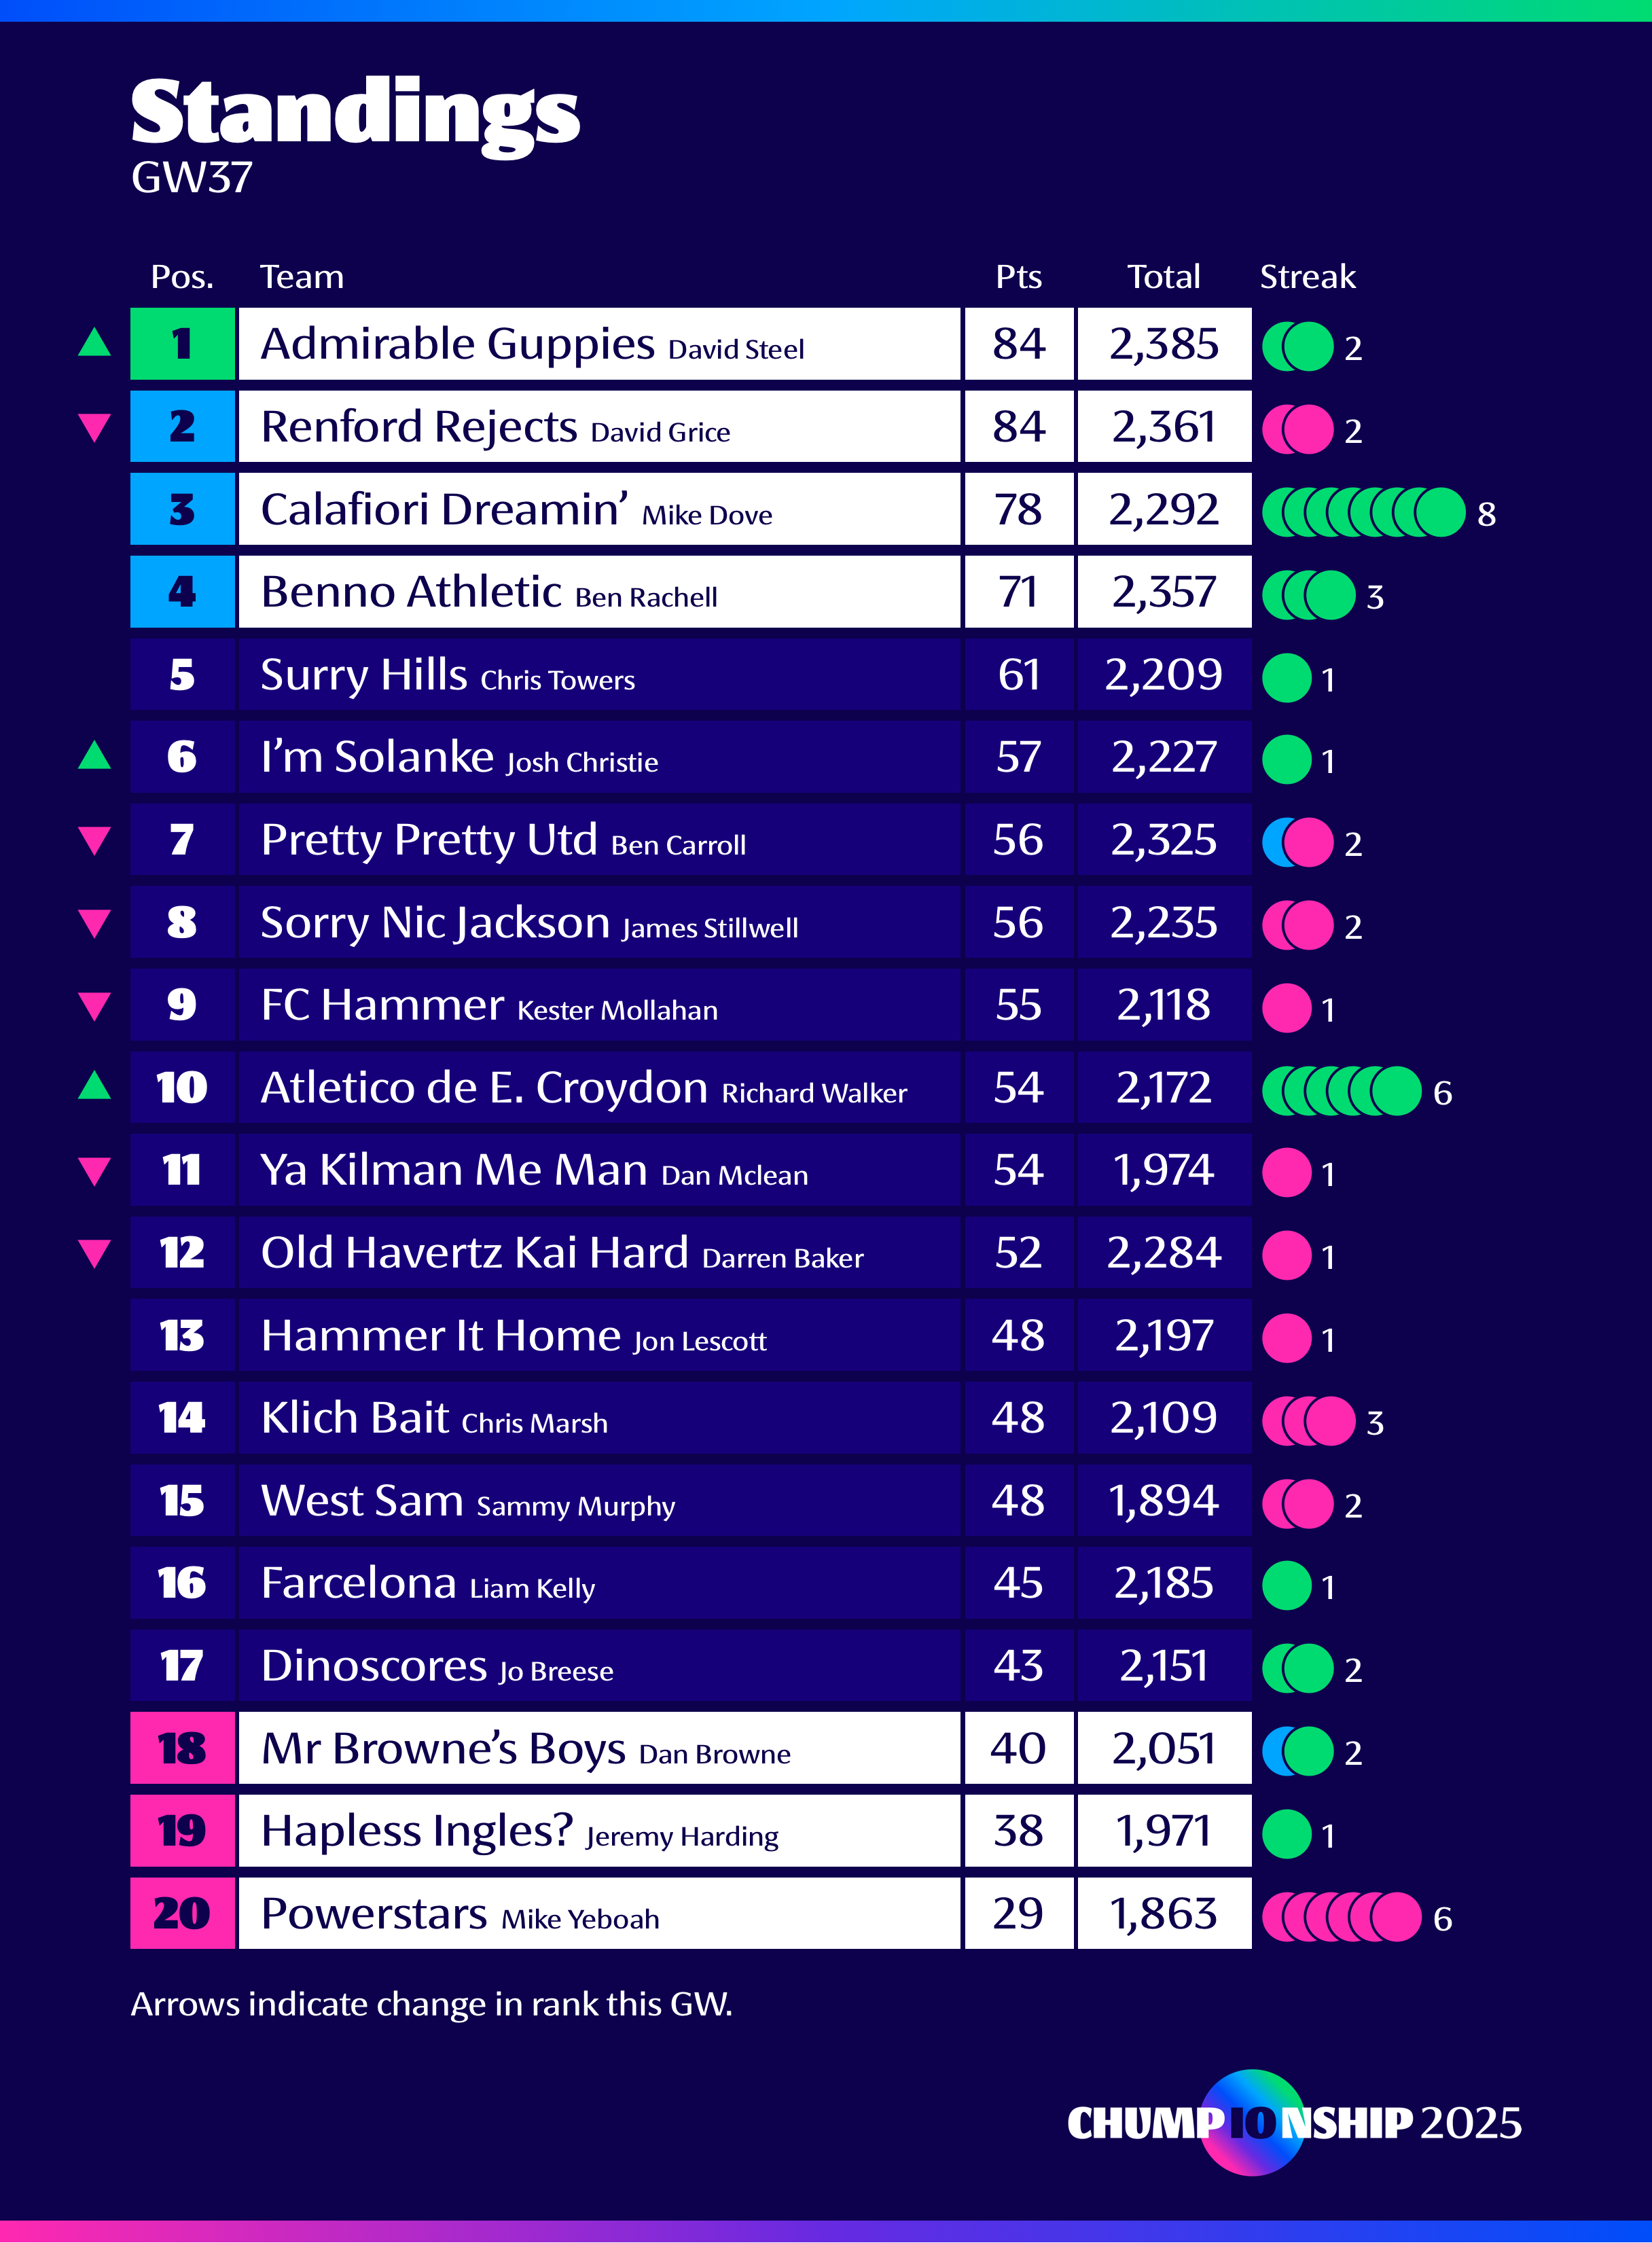 Standings
GW37
Pos. Team Pts Total Streak
1 Admirable Guppies David Steel 84 2,385 2
2 Renford Rejects David Grice 84 2,361 2
3 Calafiori Dreamin’ Mike Dove 78 2,292 8
4 Benno Athletic Ben Rachell 71 2,357 3
5 Surry Hills Chris Towers 61 2,209 1
6 I’m Solanke Josh Christie 57 2,227 1
7 Pretty Pretty Utd Ben Carroll 56 2,325 2
8 Sorry Nic Jackson James Stillwell 56 2,235 2
9 FC Hammer Kester Mollahan 55 2,118 1
10 Atletico de E. Croydon Richard Walker 54 2,172 6
11 Ya Kilman Me Man Dan Mclean 54 1,974 1
12 Old Havertz Kai Hard Darren Baker 52 2,284 1
13 Hammer It Home Jon Lescott 48 2,197 1
14 Klich Bait Chris Marsh 48 2,109 3
15 West Sam Sammy Murphy 48 1,894 2
16 Farcelona Liam Kelly 45 2,185 1
17 Dinoscores Jo Breese 43 2,151 2
18 Mr Browne’s Boys Dan Browne 40 2,051 2
19 Hapless Ingles? Jeremy Harding 38 1,971 1
20 Powerstars Mike Yeboah 29 1,863 6
Arrows indicate change in rank this GW.
CHUMP10NSHIP 2025